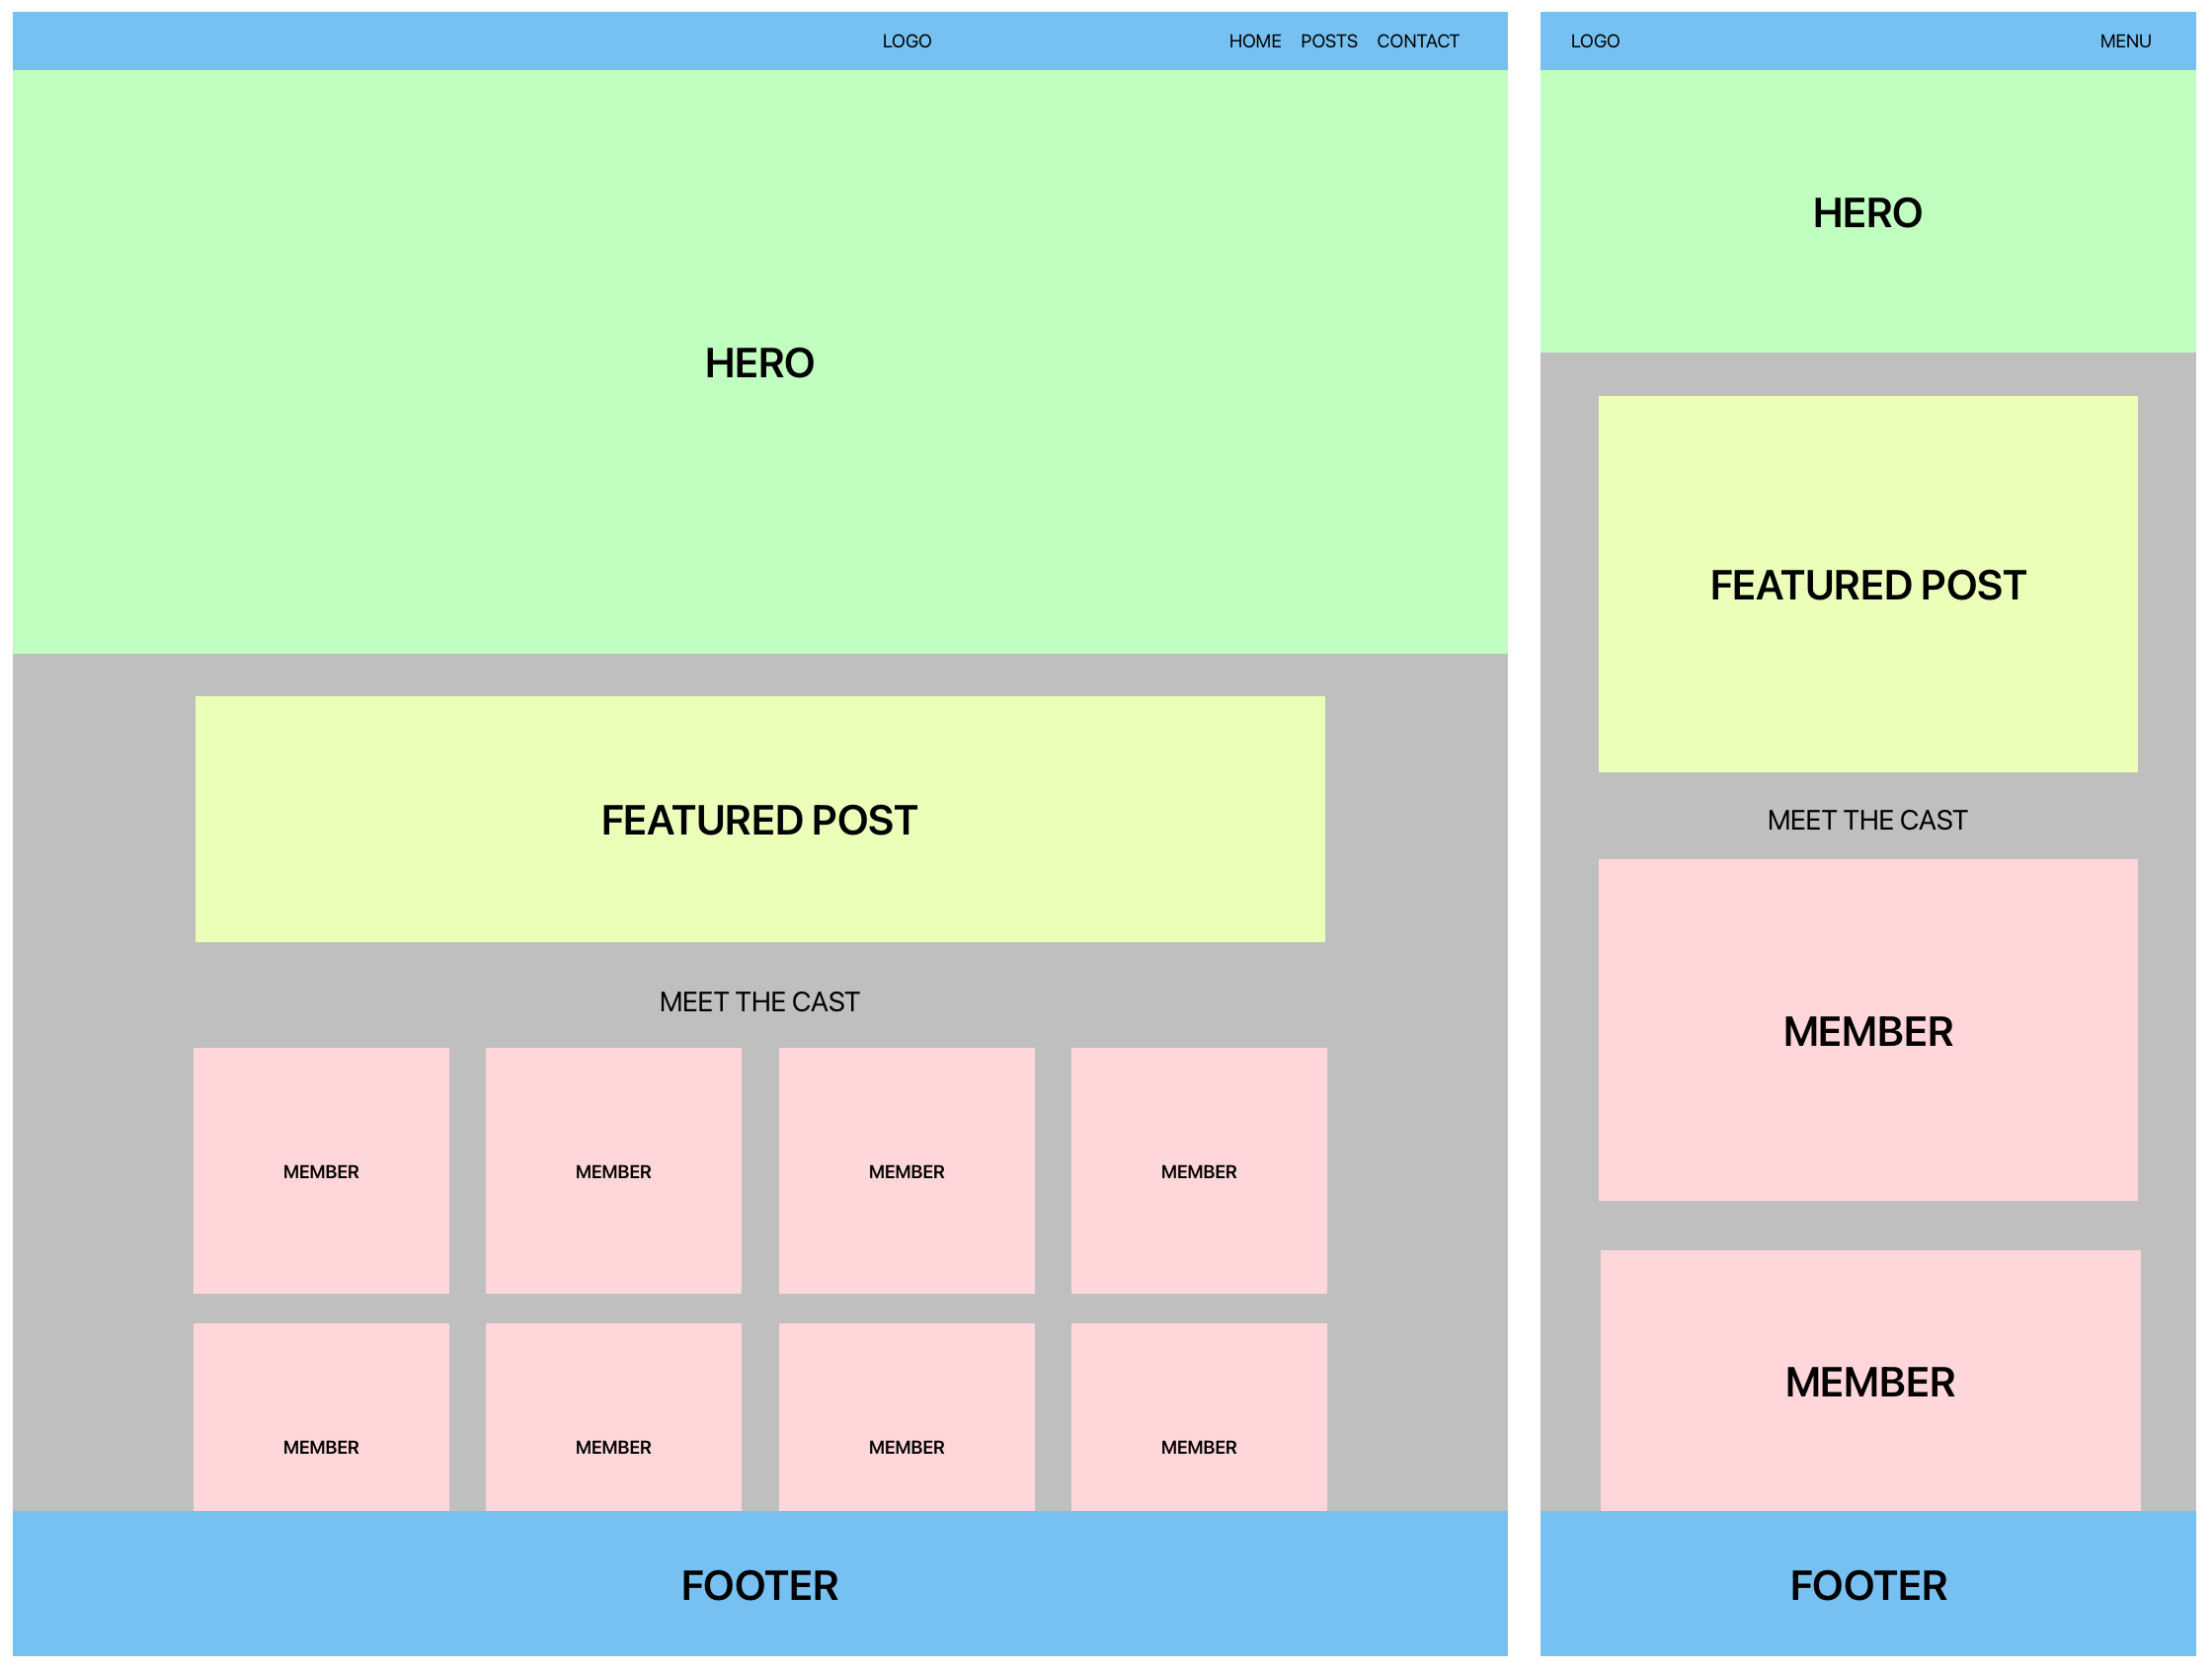 LOGO HOME POSTS CONTACT
HERO
FEATURED POST
MEET THE CAST
MEMBER MEMBER MEMBER MEMBER
MEMBER MEMBER MEMBER MEMBER
FOOTER
LOGO MENU
HERO
FEATURED POST
MEET THE CAST
MEMBER
MEMBER
FOOTER